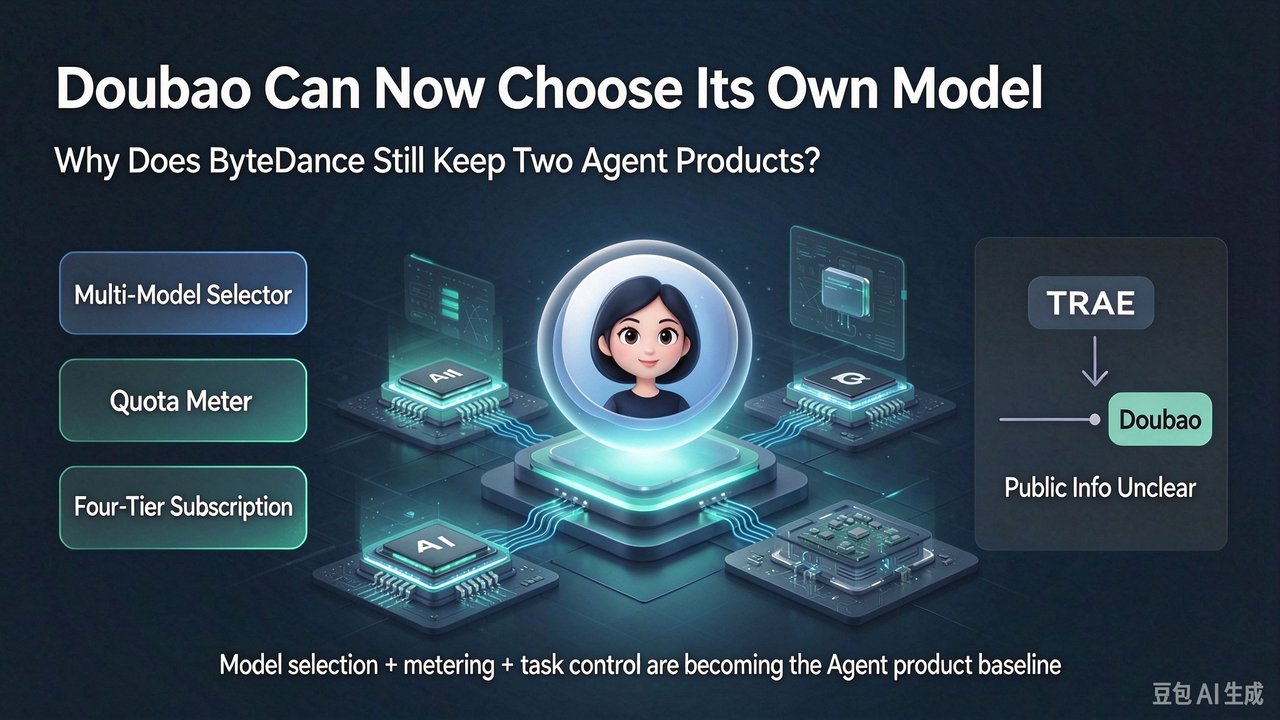 Doubao Can Now Choose Its Own Model
Why Does ByteDance Still Keep Two Agent Products?
Multi-Model Selector
Quota Meter
Four-Tier Subscription
AI
TRAE
Doubao
Public Info Unclear
Model selection + metering + task control are becoming the Agent product baseline
豆包 AI 生成